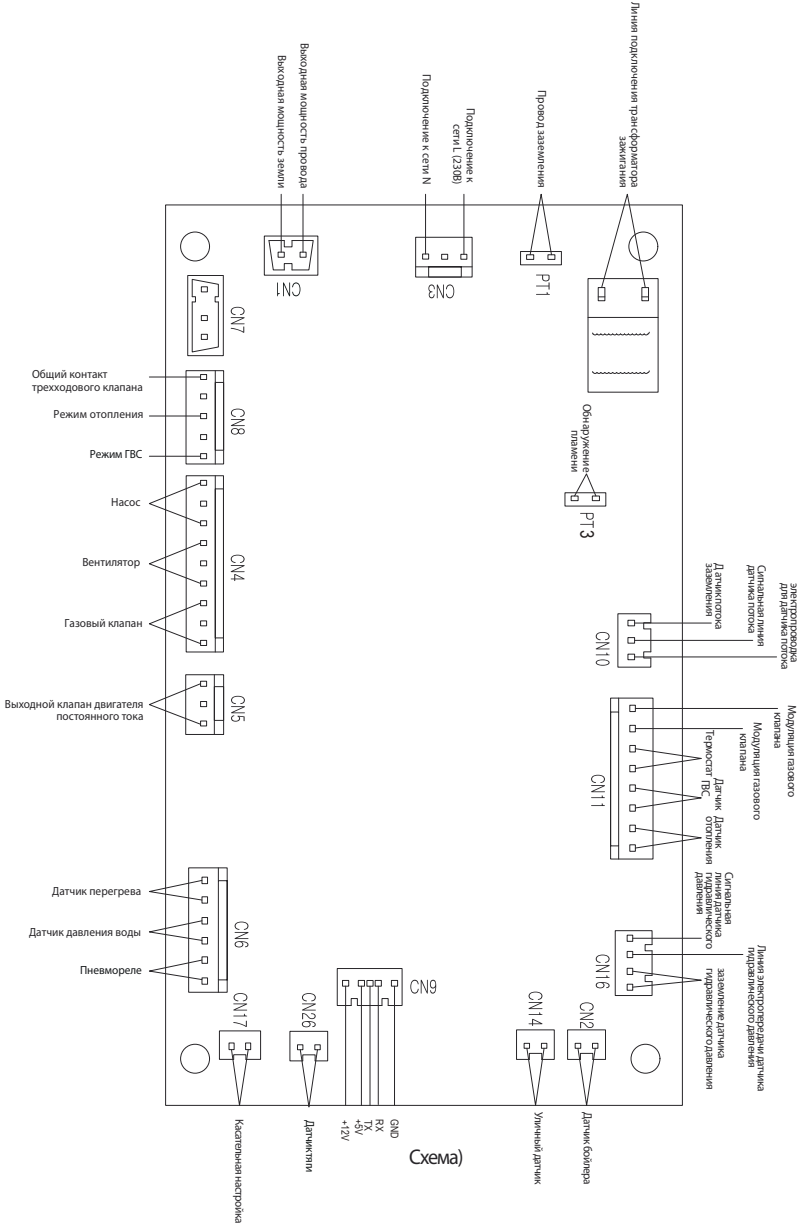 Линия подключения трансформатора
зажигания
Провод заземления
Подключение к
сети L (230В)
Подключение к сети N
Выходная мощность провода
Выходная мощность земли
CN1
CN3
PT1
CN7
Общий контакт
трехходового клапана
Режим отопления
Режим ГВС
CN8
Обнаружение
пламени
PT3
Насос
Вентилятор
Газовый клапан
CN4
Выходной клапан двигателя
постоянного тока
CN5
электропроводка
для датчика потока
Сигнальная линия
датчика потока
Датчик потока
заземления
CN10
Модуляция газового
клапана
Модуляция газового
клапана
Термостат
Датчик
ГВС
Датчик
отопления
CN11
Датчик перегрева
Датчик давления воды
Пневмореле
CN6
Сигнальная
линия датчика
гидравлического
давления
Линия электропередачи датчика
гидравлического давления
заземление датчика
гидравлического давления
CN16
CN17
CN26
CN9
CN14
CN2
Касательная настройка
Датчик тяги
+12V
+5V
TX
RX
GND
Уличный датчик
Датчик бойлера
Схема)